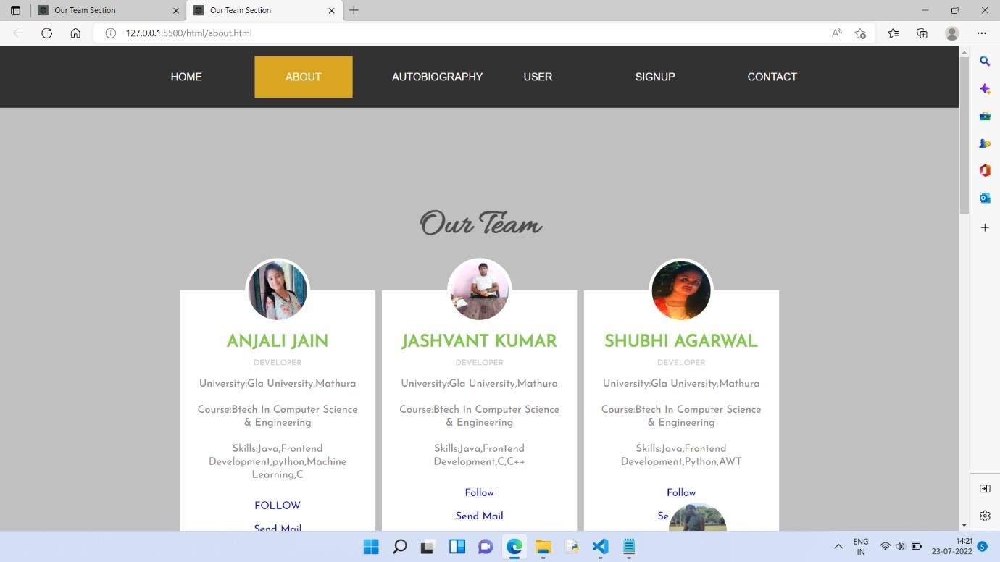 Our Team Section
Our Team Section
127.0.0.1:5500/html/about.html
HOME ABOUT AUTOBIOGRAPHY USER SIGNUP CONTACT
Our Team
ANJALI JAIN
DEVELOPER
University:Gla University,Mathura
Course:Btech In Computer Science
& Engineering
Skills:Java,Frontend
Development,python,Machine
Learning,C
FOLLOW
Send Mail
JASHVANT KUMAR
DEVELOPER
University:Gla University,Mathura
Course:Btech In Computer Science
& Engineering
Skills:Java,Frontend
Development,C,C++
Follow
Send Mail
SHUBHI AGARWAL
DEVELOPER
University:Gla University,Mathura
Course:Btech In Computer Science
& Engineering
Skills:Java,Frontend
Development,Python,AWT
Follow
Se
ENG
IN
14:21
23-07-2022
5